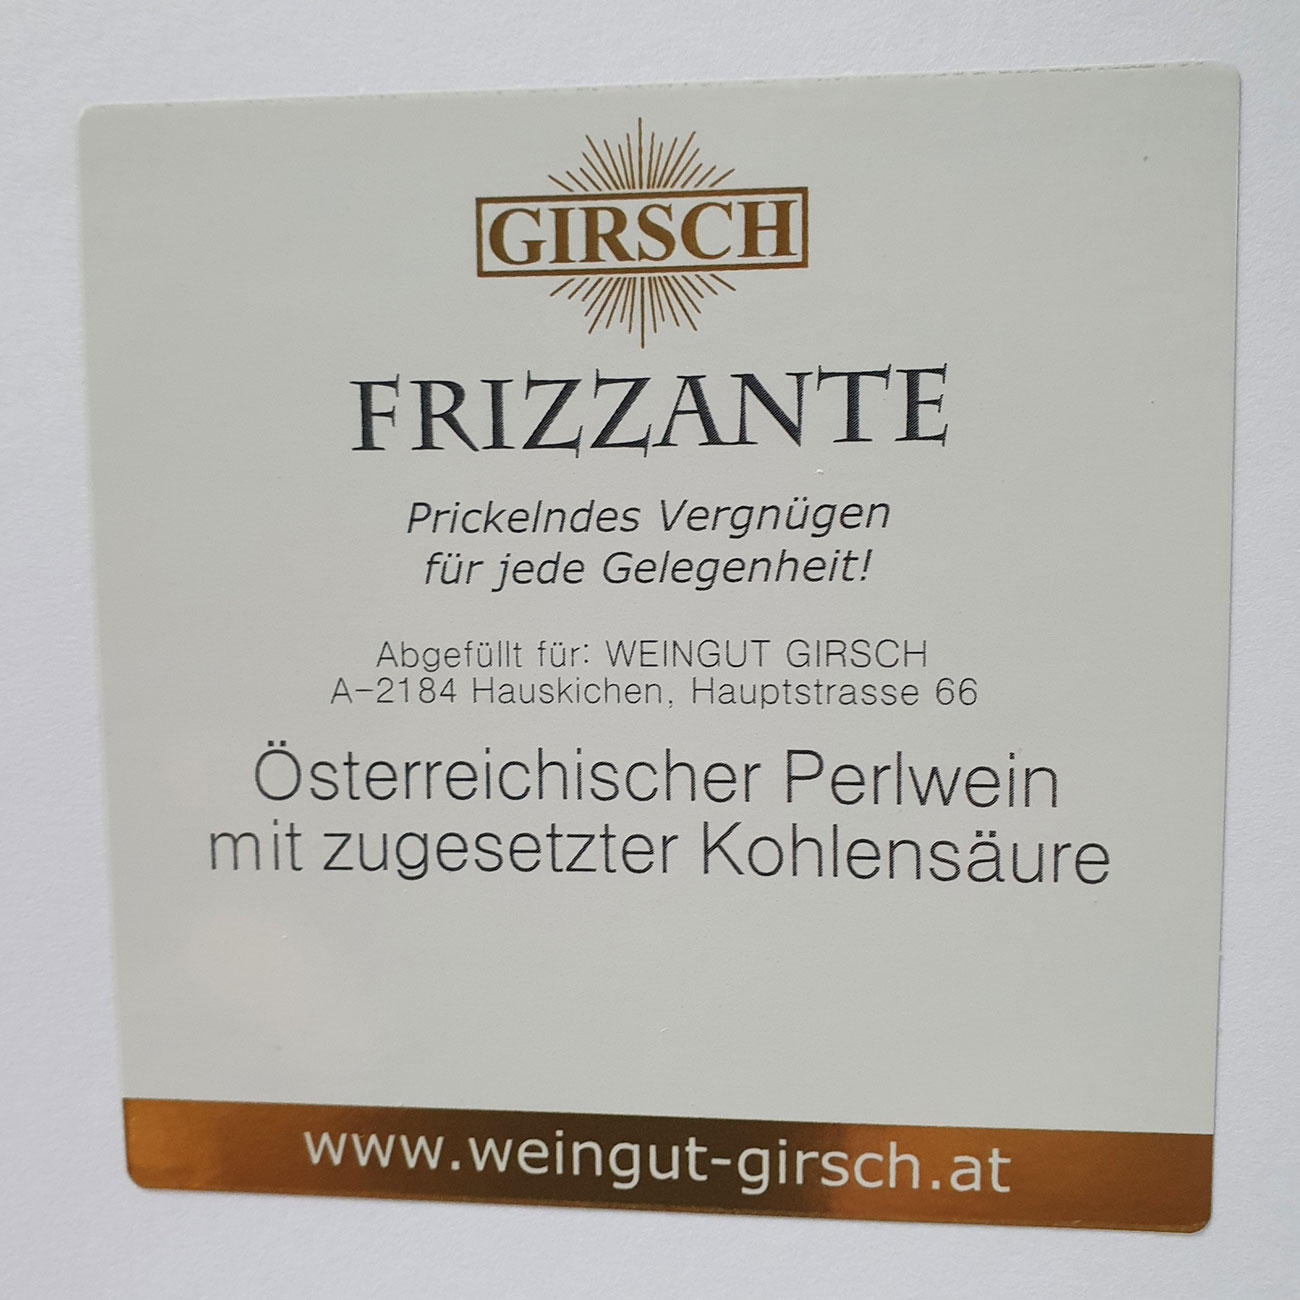 GIRSCH
FRIZZANTE
Prickelndes Vergnügen
für jede Gelegenheit!
Abgefüllt für: WEINGUT GIRSCH
A-2184 Hauskichen, Hauptstrasse 66
Österreichischer Perlwein
mit zugesetzter Kohlensäure
www.weingut-girsch.at